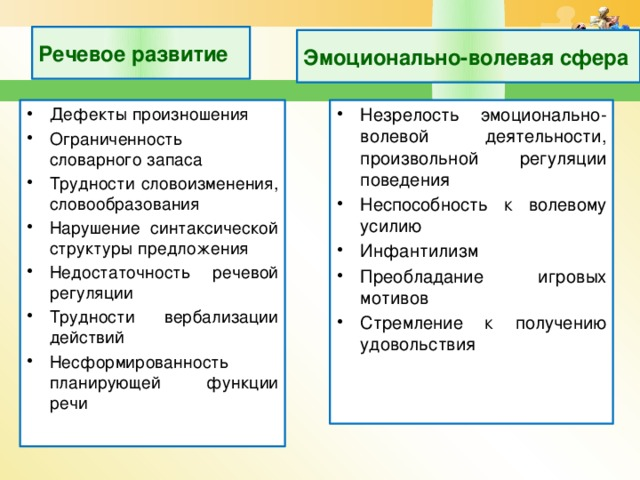 Речевое развитие
Эмоционально-волевая сфера
• Дефекты произношения
• Ограниченность
словарного запаса
• Трудности словоизменения,
словообразования
• Нарушение синтаксической
структуры предложения
• Недостаточность речевой
регуляции
• Трудности вербализации
действий
• Несформированность
планирующей функции
речи
• Незрелость эмоционально-
волевой деятельности,
произвольной регуляции
поведения
• Неспособность к волевому
усилию
• Инфантилизм
• Преобладание игровых
мотивов
• Стремление к получению
удовольствия